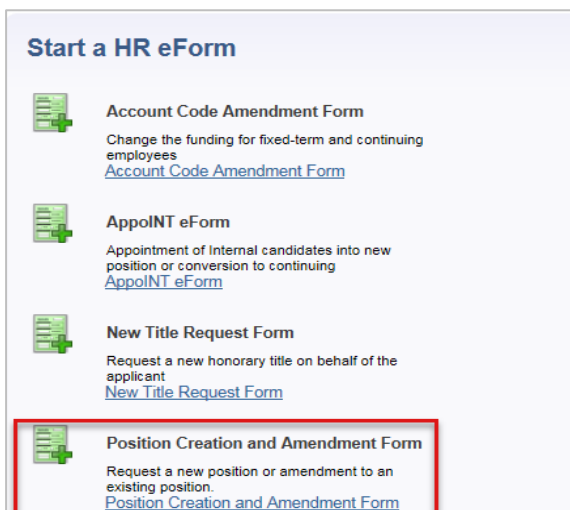 Start a HR eForm
Account Code Amendment Form
Change the funding for fixed-term and continuing
employees
Account Code Amendment Form
AppoINT eForm
Appointment of Internal candidates into new
position or conversion to continuing
AppoINT eForm
New Title Request Form
Request a new honorary title on behalf of the
applicant
New Title Request Form
Position Creation and Amendment Form
Request a new position or amendment to an
existing position.
Position Creation and Amendment Form